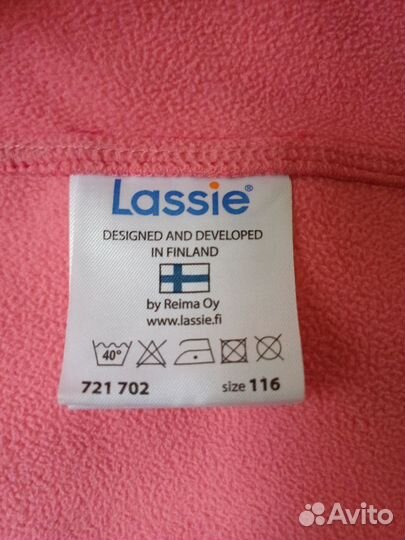 Lassie®
DESIGNED AND DEVELOPED
IN FINLAND
by Reima Oy
www.lassie.fi
40°
721 702 size 116
Avito